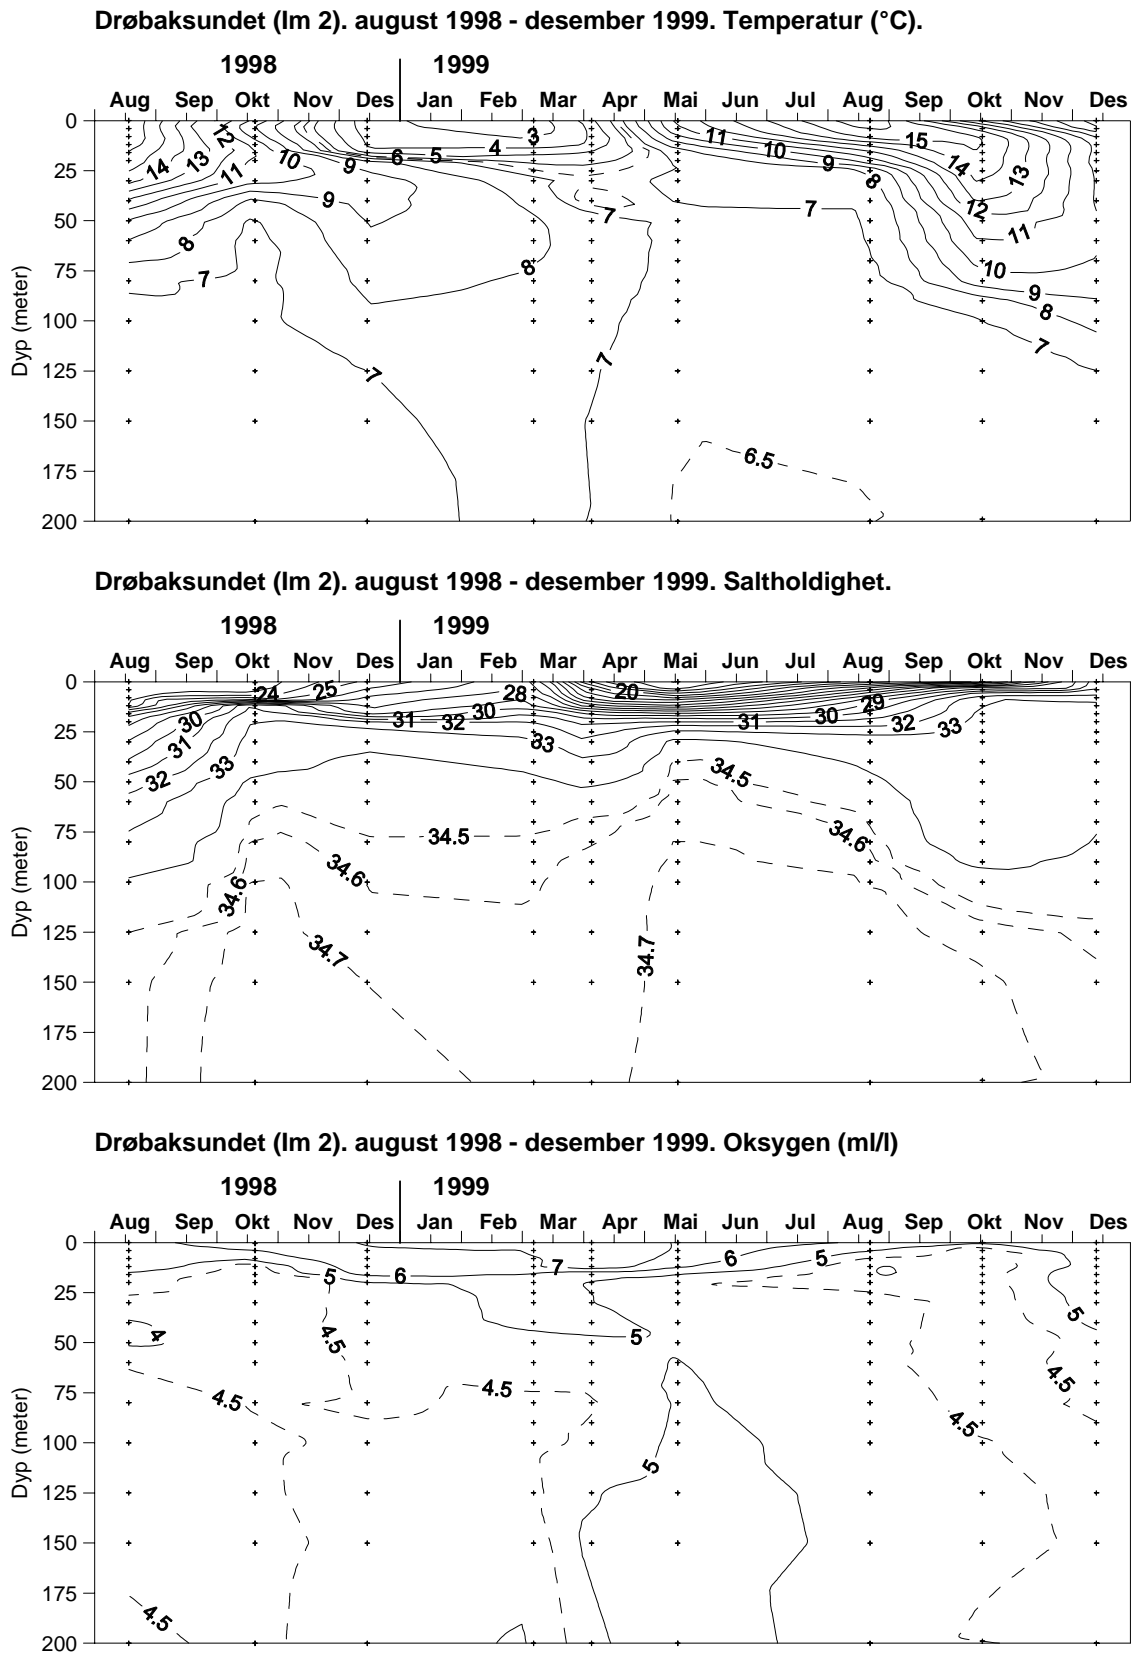 Drøbaksundet (Im 2). august 1998 - desember 1999. Temperatur (°C).
1998 1999
Aug Sep Okt Nov Des Jan Feb Mar Apr Mai Jun Jul Aug Sep Okt Nov Des
0
25
50
75
100
125
150
175
200
Dyp (meter)
14 13 12 11 10 9 9 8 7 6 5 4 3 7 8 7 7 11 10 9 8 7 6.5 15 14 13 12 11 10 9 8 7
Drøbaksundet (Im 2). august 1998 - desember 1999. Saltholdighet.
1998 1999
Aug Sep Okt Nov Des Jan Feb Mar Apr Mai Jun Jul Aug Sep Okt Nov Des
0
25
50
75
100
125
150
175
200
Dyp (meter)
24 25 28 20 29 30 31 32 33 31 32 30 33 31 30 32 33 34.5 34.5 34.6 34.6 34.6 34.7 34.7
Drøbaksundet (Im 2). august 1998 - desember 1999. Oksygen (ml/l)
1998 1999
Aug Sep Okt Nov Des Jan Feb Mar Apr Mai Jun Jul Aug Sep Okt Nov Des
0
25
50
75
100
125
150
175
200
Dyp (meter)
5 6 7 6 5 4 4.5 5 5 4.5 4.5 4.5 4.5 5 4.5